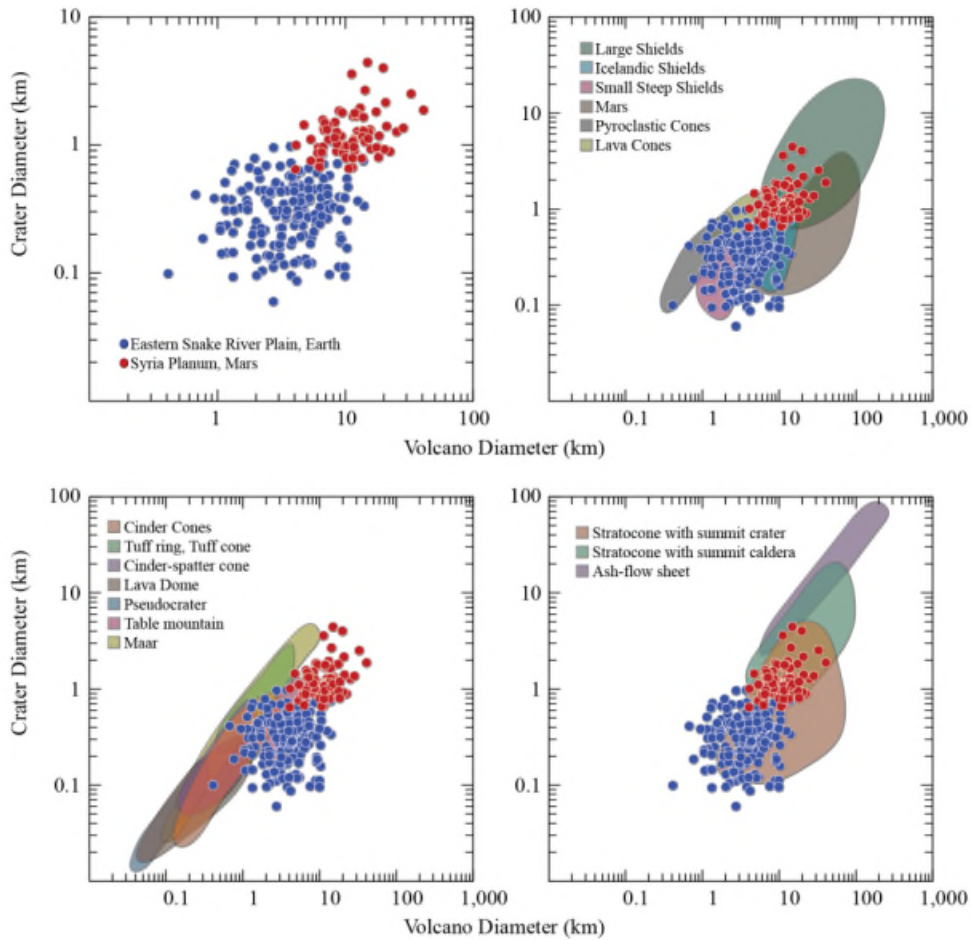 10
1
0.1
Crater Diameter (km)
Eastern Snake River Plain, Earth
Syria Planum, Mars
1
10
100
100
10
1
0.1
Large Shields
Icelandic Shields
Small Steep Shields
Mars
Pyroclastic Cones
Lava Cones
0.1
1
10
100
1,000
Volcano Diameter (km)
100
10
1
0.1
Crater Diameter (km)
Cinder Cones
Tuff ring, Tuff cone
Cinder-spatter cone
Lava Dome
Pseudocrater
Table mountain
Maar
0.1
1
10
100
1,000
100
10
1
0.1
Stratocone with summit crater
Stratocone with summit caldera
Ash-flow sheet
0.1
1
10
100
1,000
Volcano Diameter (km)